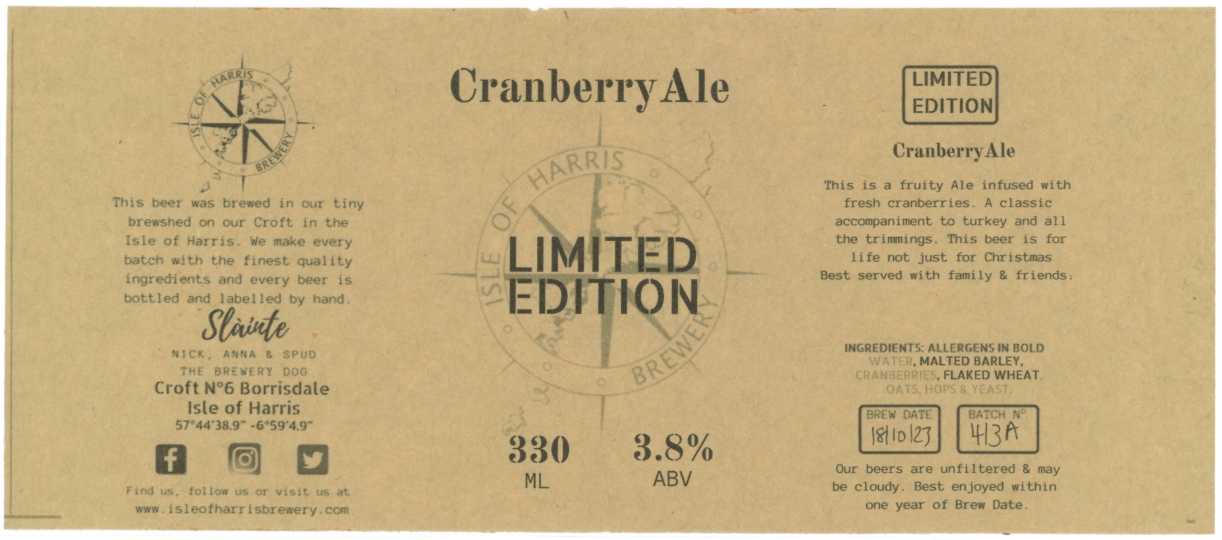 ISLE OF HARRIS
BREWERY
This beer was brewed in our tiny
brewshed on our Croft in the
Isle of Harris. We make every
batch with the finest quality
ingredients and every beer is
bottled and labelled by hand.
Slàinte
NICK, ANNA & SPUD
THE BREWERY DOG
Croft N°6 Borrisdale
Isle of Harris
57°44'38.9" -6°59'4.9"
Find us, follow us or visit us at
www.isleofharrisbrewery.com
Cranberry Ale
ISLE OF HARRIS
BREWERY
LIMITED
EDITION
330
ML
3.8%
ABV
LIMITED
EDITION
Cranberry Ale
This is a fruity Ale infused with
fresh cranberries. A classic
accompaniment to turkey and all
the trimmings. This beer is for
life not just for Christmas
Best served with family & friends.
INGREDIENTS: ALLERGENS IN BOLD
WATER, MALTED BARLEY,
CRANBERRIES, FLAKED WHEAT,
OATS, HOPS & YEAST.
BREW DATE
18/10/23
BATCH N°
413A
Our beers are unfiltered & may
be cloudy. Best enjoyed within
one year of Brew Date.